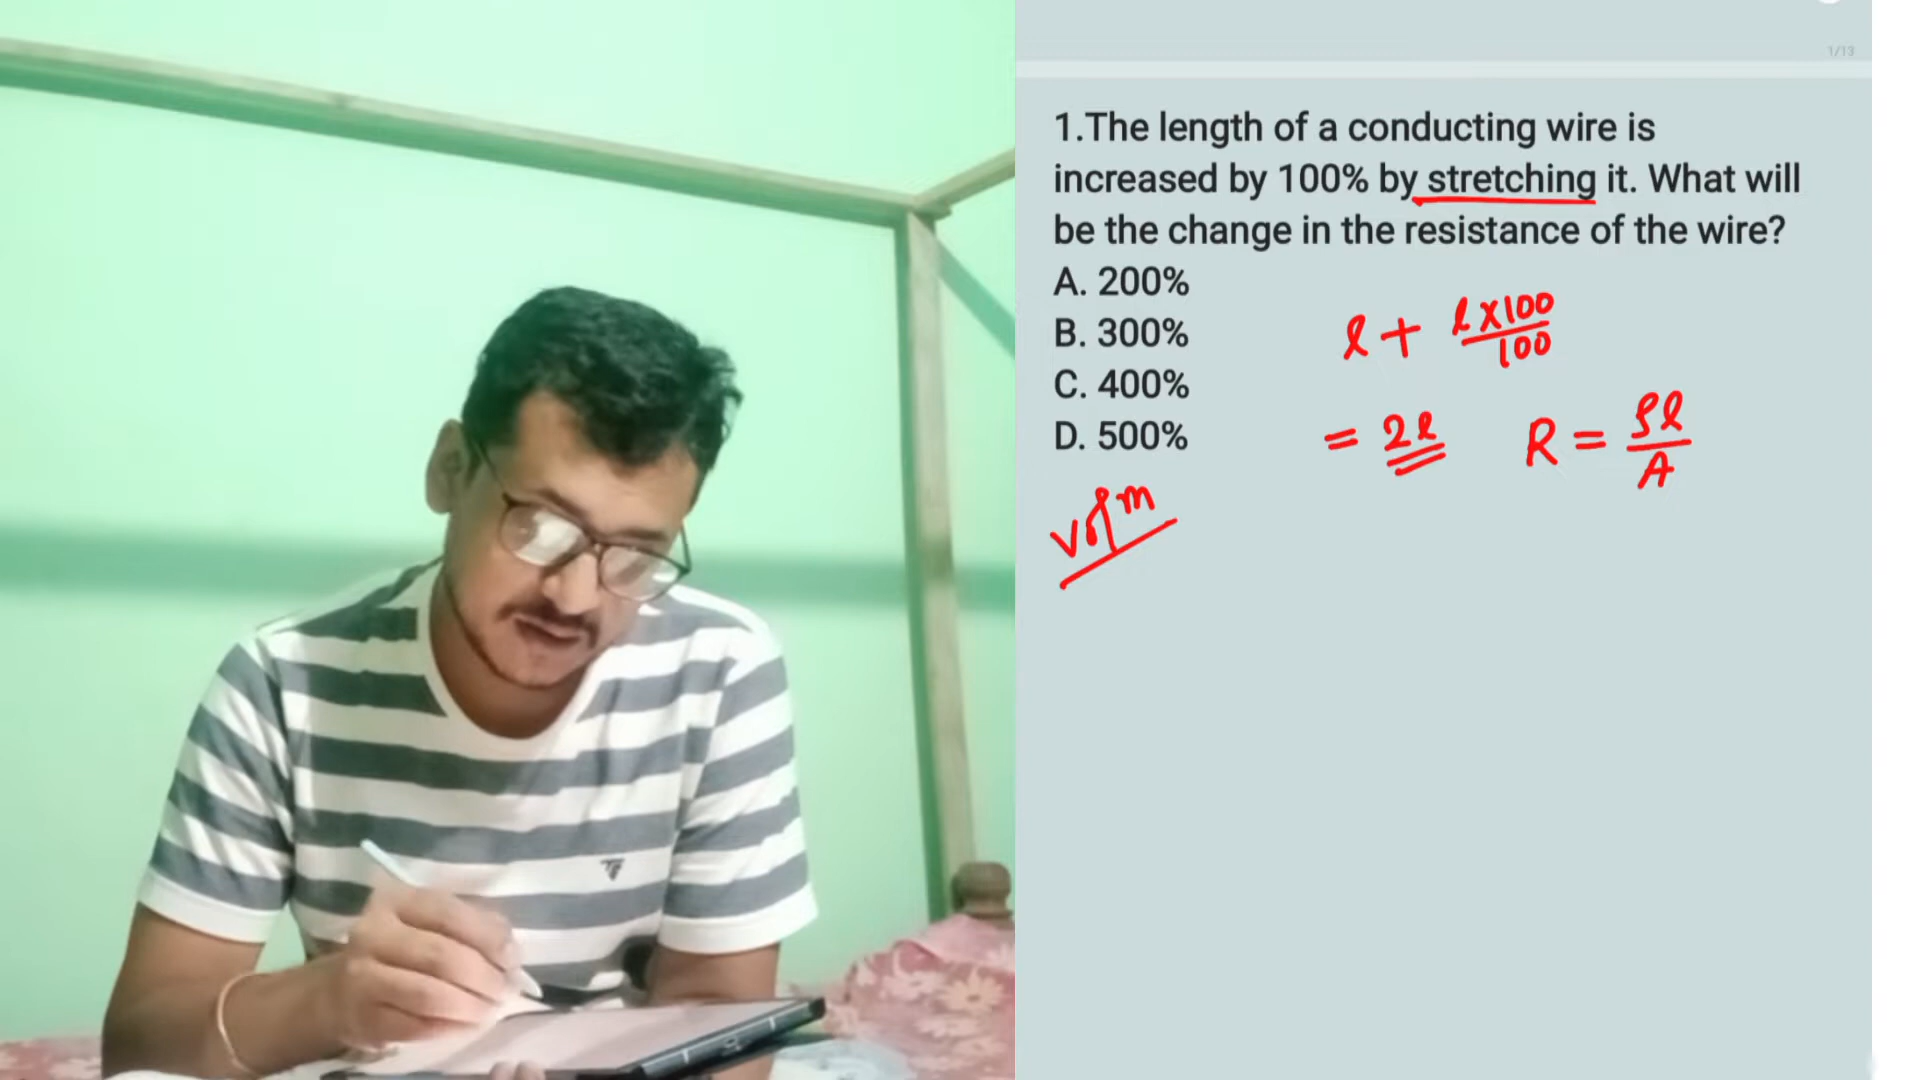 1/13
1.The length of a conducting wire is
increased by 100% by stretching it. What will
be the change in the resistance of the wire?
A. 200%
B. 300%
C. 400%
D. 500%
l + l×100/100
= 2l
R = ρl/A